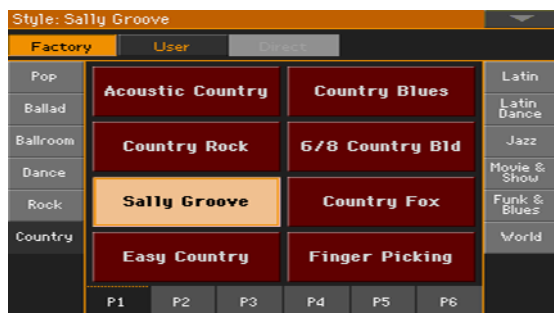 Style: Sally Groove
Factory
User
Direct
Pop
Ballad
Ballroom
Dance
Rock
Country
Acoustic Country
Country Blues
Country Rock
6/8 Country Bld
Sally Groove
Country Fox
Easy Country
Finger Picking
Latin
Latin
Dance
Jazz
Movie &
Show
Funk &
Blues
World
P1
P2
P3
P4
P5
P6